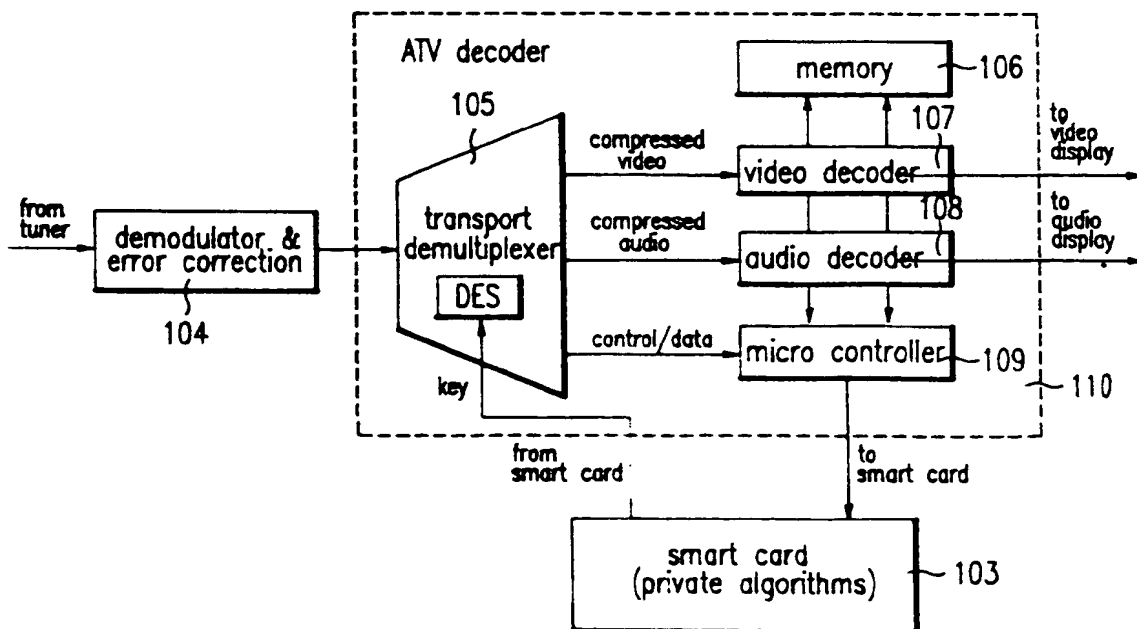 ATV decoder
memory
106
105
107
to
video
display
compressed
video
video decoder
from
tuner
108
to
audio
display
demodulator &
error correction
transport
demultiplexer
compressed
audio
audio decoder
DES
104
control/data
micro controller
109
key
110
from
smart card
to
smart card
smart card
(private algorithms)
103